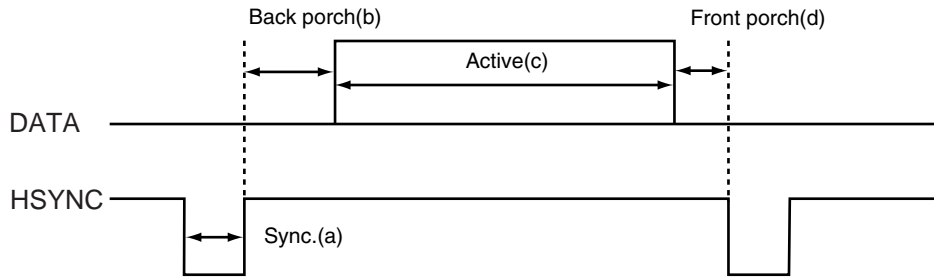 Back porch(b)
Front porch(d)
Active(c)
DATA
HSYNC
Sync.(a)